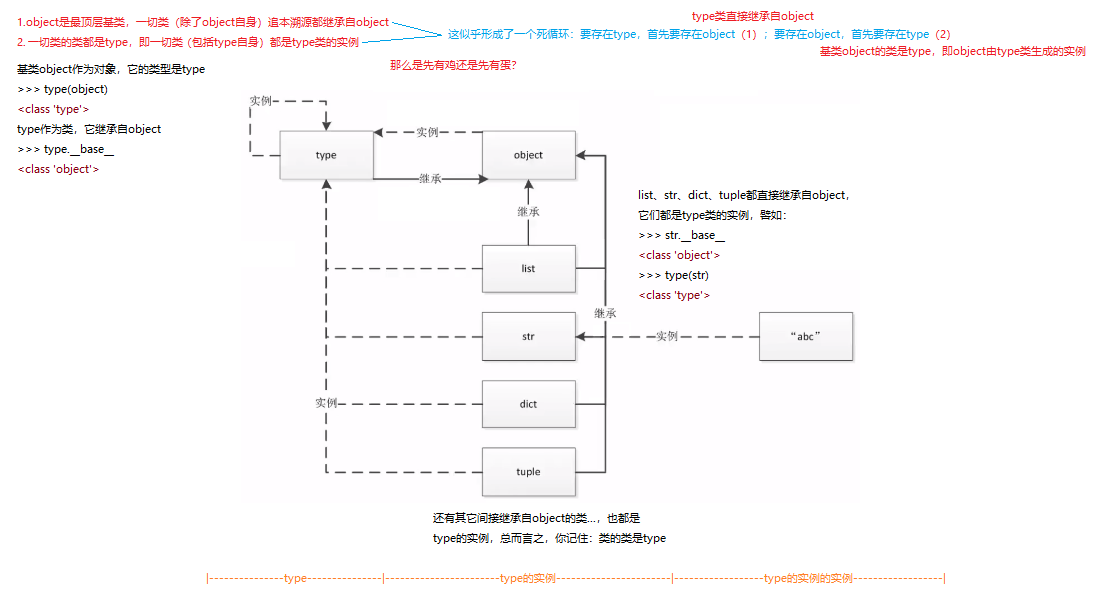 1.object是最顶层基类，一切类（除了object自身）追本溯源都继承自object
2. 一切类的类都是type，即一切类（包括type自身）都是type类的实例
type类直接继承自object
这似乎形成了一个死循环：要存在type，首先要存在object（1）；要存在object，首先要存在type（2）
基类object的类是type，即object由type类生成的实例
那么是先有鸡还是先有蛋？
基类object作为对象，它的类型是type
>>> type(object)
<class 'type'>
type作为类，它继承自object
>>> type.__base__
<class 'object'>
实例
type
实例
object
继承
继承
list、str、dict、tuple都直接继承自object，
它们都是type类的实例，譬如：
>>> str.__base__
<class 'object'>
>>> type(str)
<class 'type'>
list
继承
str
实例
“abc”
实例
dict
tuple
还有其它间接继承自object的类...，也都是
type的实例，总而言之，你记住：类的类是type
|----------------type----------------|------------------------type的实例------------------------|-------------------type的实例的实例-------------------|